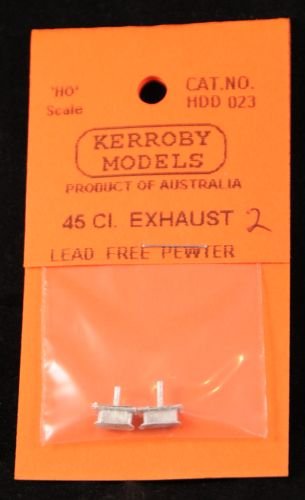 'HO' Scale
CAT.NO. HDD 023
KERROBY
MODELS
PRODUCT OF AUSTRALIA
45 Cl. EXHAUST 2
LEAD FREE PEWTER